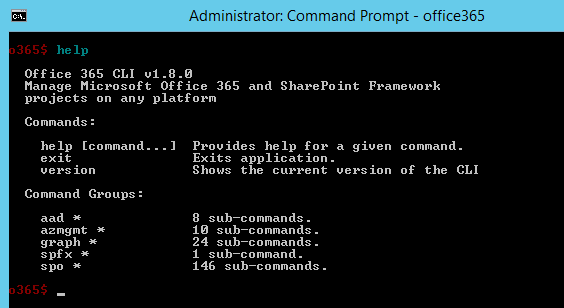 Administrator: Command Prompt - office365
C:\.
o365$ help
Office 365 CLI v1.8.0
Manage Microsoft Office 365 and SharePoint Framework
projects on any platform
Commands:
help [command...]  Provides help for a given command.
exit               Exits application.
version            Shows the current version of the CLI
Command Groups:
aad *              8 sub-commands.
azmgmt *           10 sub-commands.
graph *            24 sub-commands.
spfx *             1 sub-command.
spo *              146 sub-commands.
o365$ _